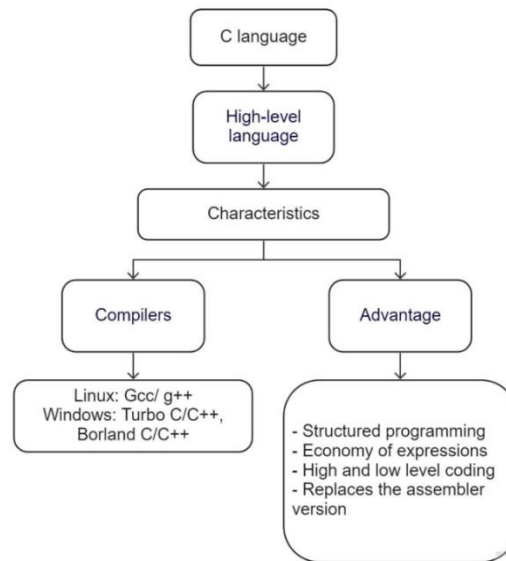 C language
High-level
language
Characteristics
Compilers
Advantage
Linux: Gcc/ g++
Windows: Turbo C/C++,
Borland C/C++
- Structured programming
- Economy of expressions
- High and low level coding
- Replaces the assembler
version